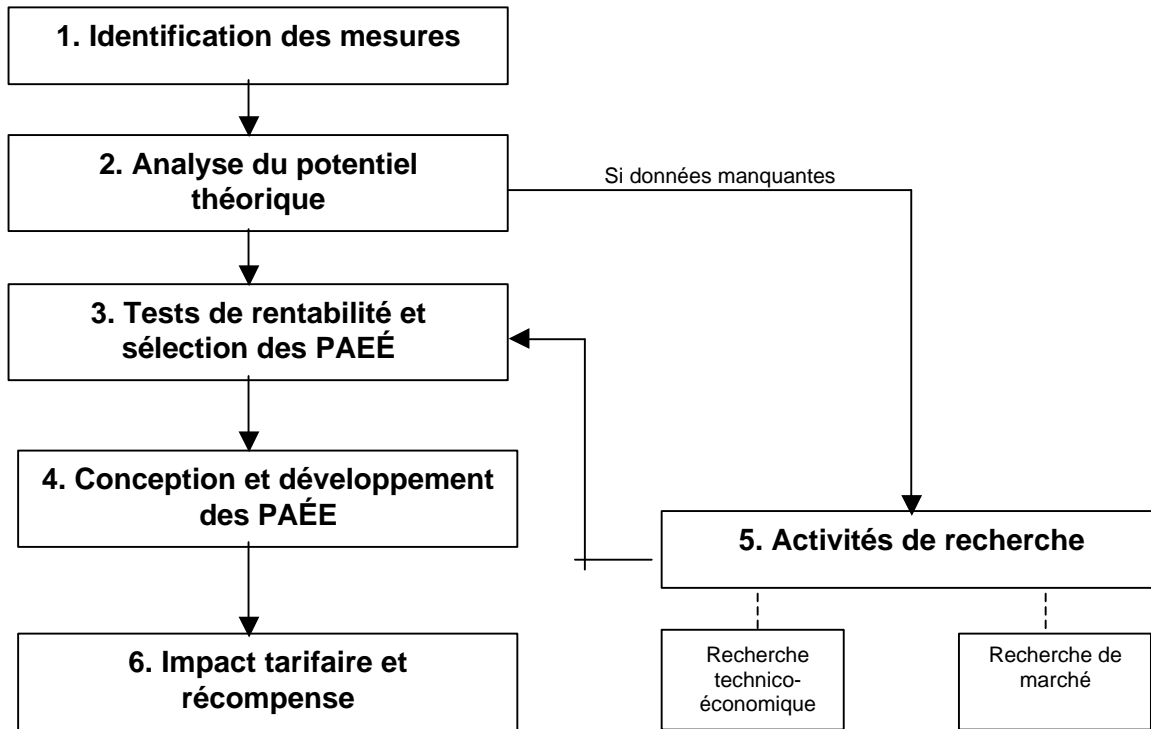 1. Identification des mesures
2. Analyse du potentiel
théorique
Si données manquantes
3. Tests de rentabilité et
sélection des PAEÉ
4. Conception et développement
des PAÉE
5. Activités de recherche
6. Impact tarifaire et
récompense
Recherche
technico-
économique
Recherche de
marché